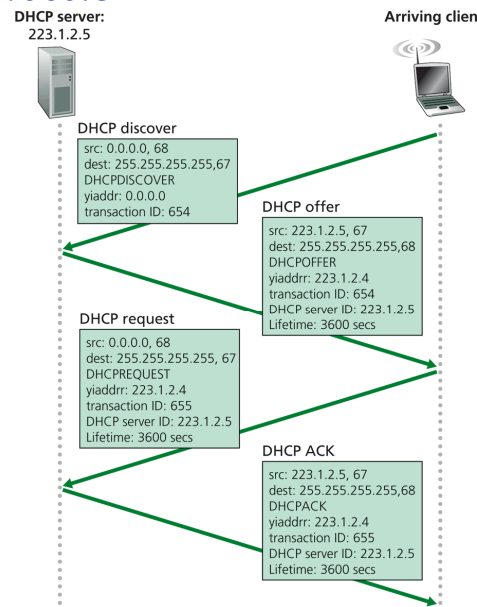 DHCP server:
223.1.2.5
Arriving clien
DHCP discover
src: 0.0.0.0, 68
dest: 255.255.255.255,67
DHCPDISCOVER
yiaddr: 0.0.0.0
transaction ID: 654
DHCP offer
src: 223.1.2.5, 67
dest: 255.255.255.255,68
DHCPOFFER
yiaddrr: 223.1.2.4
transaction ID: 654
DHCP server ID: 223.1.2.5
Lifetime: 3600 secs
DHCP request
src: 0.0.0.0, 68
dest: 255.255.255.255, 67
DHCPREQUEST
yiaddrr: 223.1.2.4
transaction ID: 655
DHCP server ID: 223.1.2.5
Lifetime: 3600 secs
DHCP ACK
src: 223.1.2.5, 67
dest: 255.255.255.255,68
DHCPACK
yiaddrr: 223.1.2.4
transaction ID: 655
DHCP server ID: 223.1.2.5
Lifetime: 3600 secs